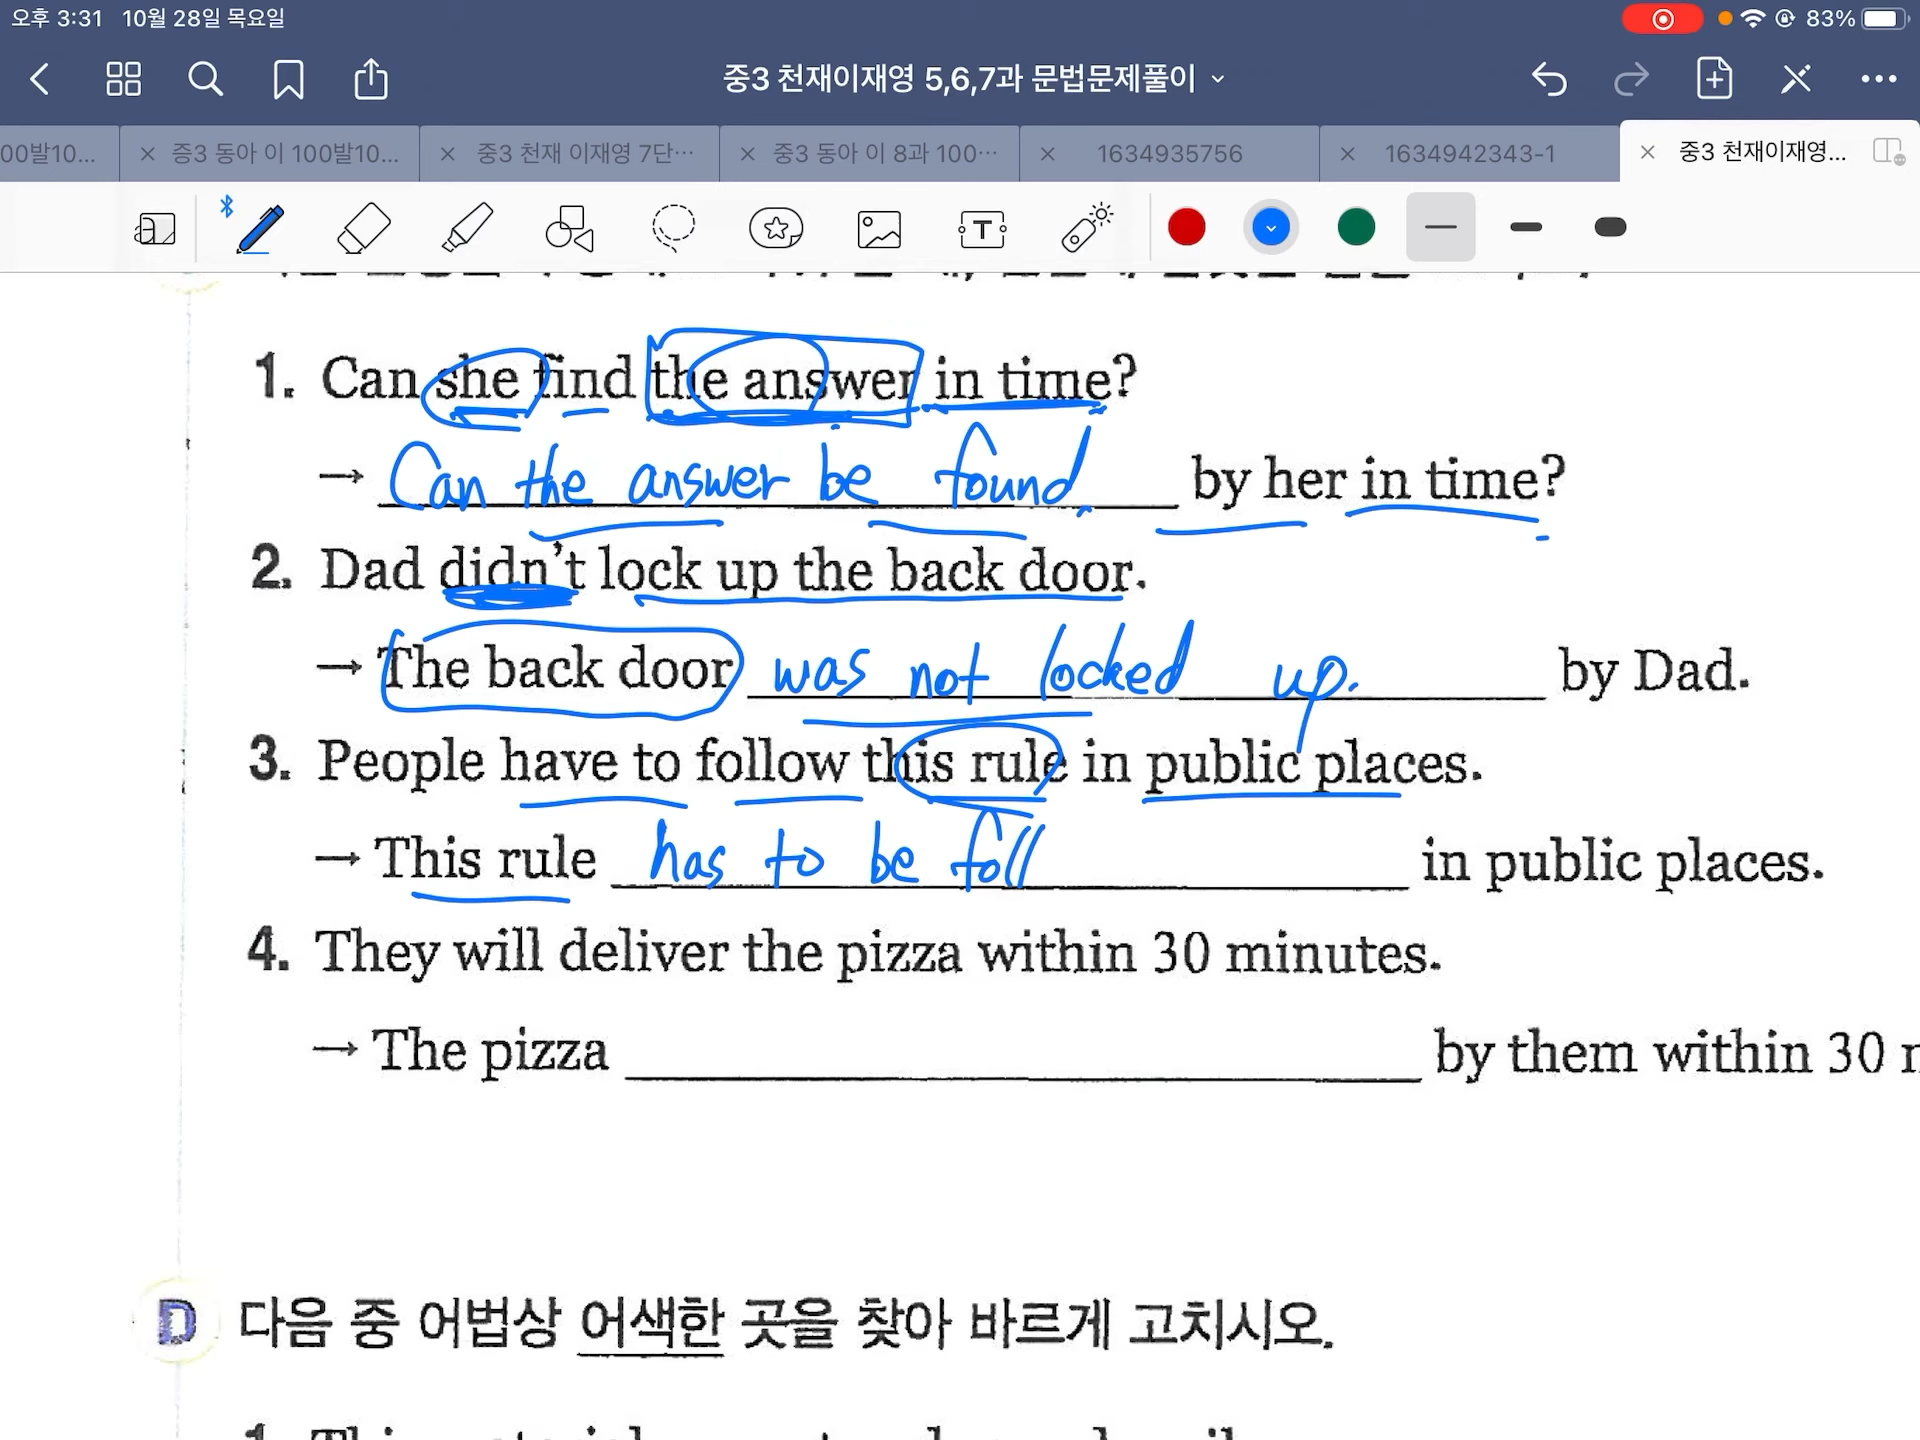 오후 3:31 10월 28일 목요일 83%
중3 천재이재영 5,6,7과 문법문제풀이
00발10... × 중3 동아 이 100발10... × 중3 천재 이재영 7단... × 중3 동아 이 8과 100... × 1634935756 × 1634942343-1 × 중3 천재이재영...
1. Can she find the answer in time?
→ Can the answer be found by her in time?
2. Dad didn't lock up the back door.
→ The back door was not locked up. by Dad.
3. People have to follow this rule in public places.
→ This rule has to be foll in public places.
4. They will deliver the pizza within 30 minutes.
→ The pizza by them within 30
D 다음 중 어법상 어색한 곳을 찾아 바르게 고치시오.